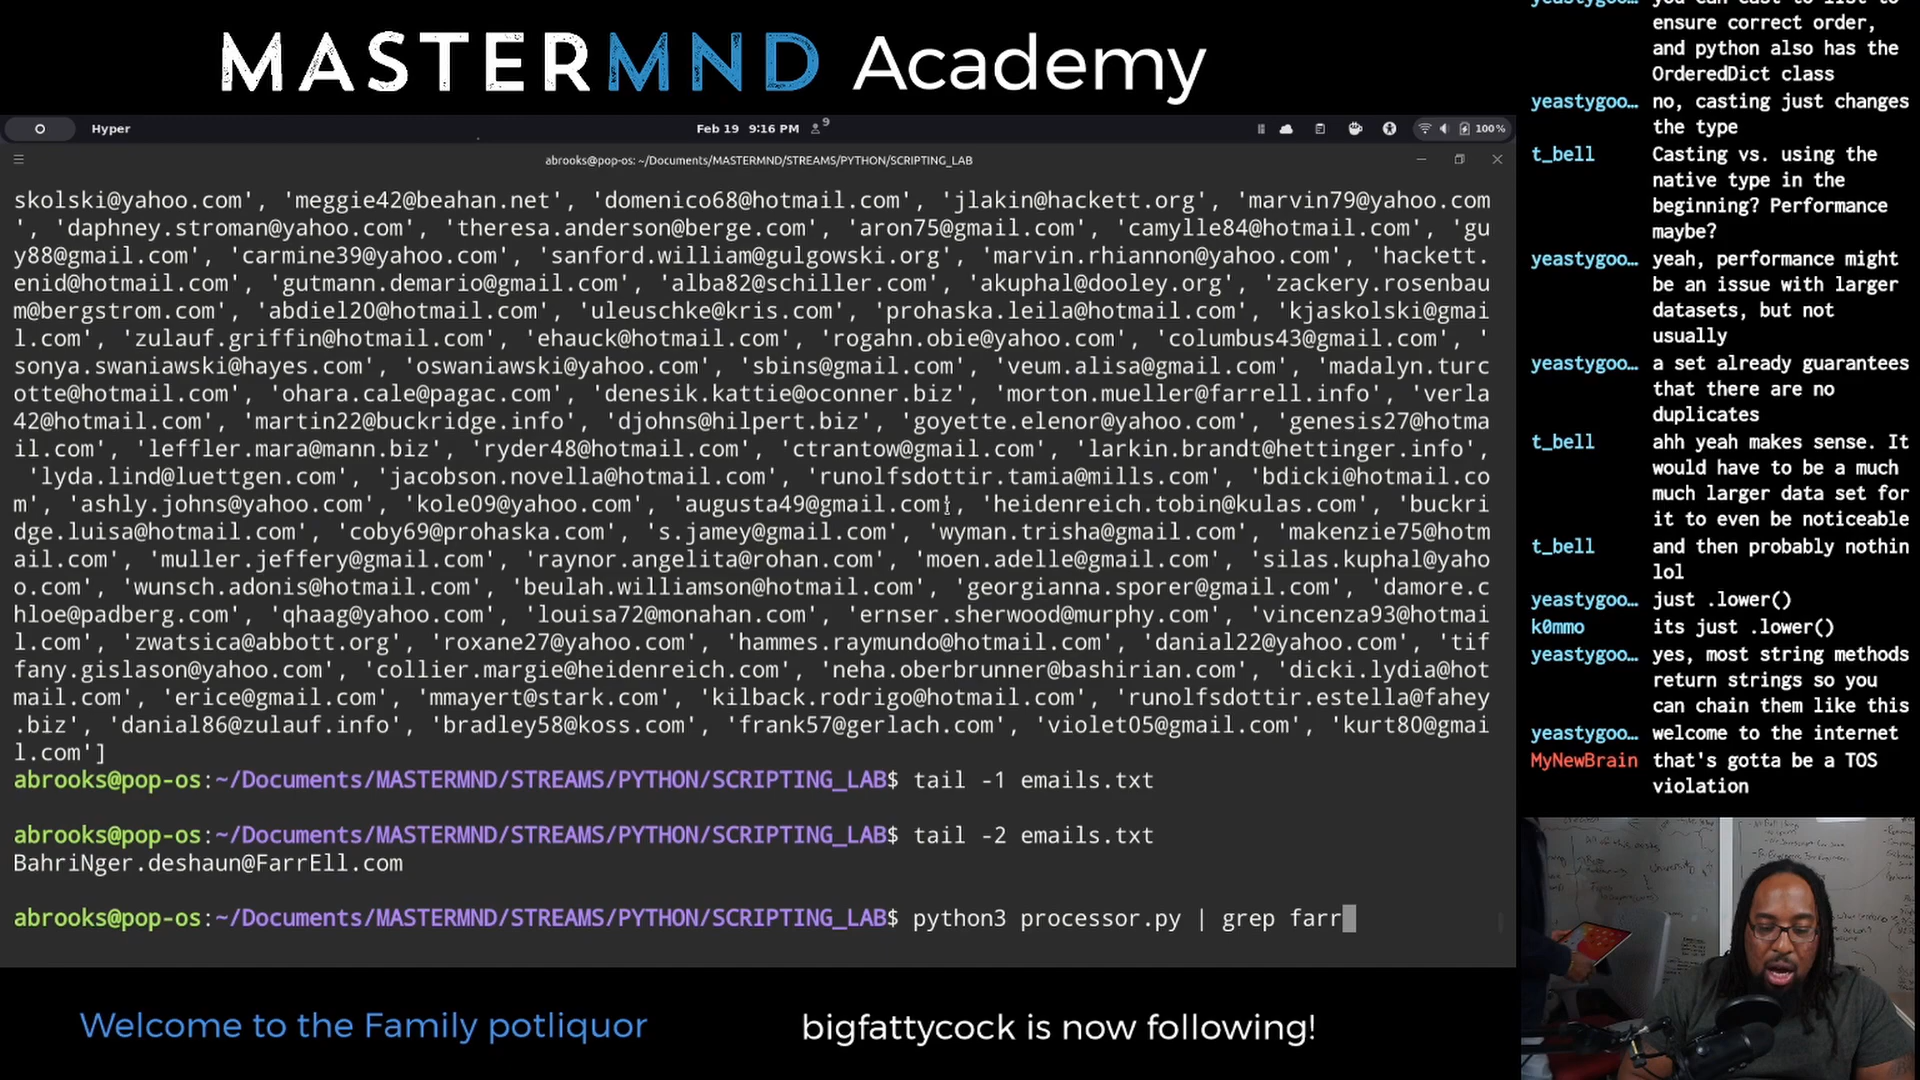 MASTERMND Academy
Hyper
Feb 19 9:16 PM
9
100%
abrooks@pop-os: ~/Documents/MASTERMND/STREAMS/PYTHON/SCRIPTING_LAB
skolski@yahoo.com', 'meggie42@beahan.net', 'domenico68@hotmail.com', 'jlakin@hackett.org', 'marvin79@yahoo.com
', 'daphney.stroman@yahoo.com', 'theresa.anderson@berge.com', 'aron75@gmail.com', 'camylle84@hotmail.com', 'gu
y88@gmail.com', 'carmine39@yahoo.com', 'sanford.william@gulgowski.org', 'marvin.rhiannon@yahoo.com', 'hackett.
enid@hotmail.com', 'gutmann.demario@gmail.com', 'alba82@schiller.com', 'akuphal@dooley.org', 'zackery.rosenbau
m@bergstrom.com', 'abdiel20@hotmail.com', 'uleuschke@kris.com', 'prohaska.leila@hotmail.com', 'kjaskolski@gmai
l.com', 'zulauf.griffin@hotmail.com', 'ehauck@hotmail.com', 'rogahn.obie@yahoo.com', 'columbus43@gmail.com', '
sonya.swaniawski@hayes.com', 'oswaniawski@yahoo.com', 'sbins@gmail.com', 'veum.alisa@gmail.com', 'madalyn.turc
otte@hotmail.com', 'ohara.cale@pagac.com', 'denesik.kattie@oconner.biz', 'morton.mueller@farrell.info', 'verla
42@hotmail.com', 'martin22@buckridge.info', 'djohns@hilpert.biz', 'goyette.elenor@yahoo.com', 'genesis27@hotma
il.com', 'leffler.mara@mann.biz', 'ryder48@hotmail.com', 'ctrantow@gmail.com', 'larkin.brandt@hettinger.info',
'lyda.lind@luettgen.com', 'jacobson.novella@hotmail.com', 'runolfsdottir.tamia@mills.com', 'bdicki@hotmail.co
m', 'ashly.johns@yahoo.com', 'kole09@yahoo.com', 'augusta49@gmail.com', 'heidenreich.tobin@kulas.com', 'buckri
dge.luisa@hotmail.com', 'coby69@prohaska.com', 's.jamey@gmail.com', 'wyman.trisha@gmail.com', 'makenzie75@hotm
ail.com', 'muller.jeffery@gmail.com', 'raynor.angelita@rohan.com', 'moen.adelle@gmail.com', 'silas.kuphal@yaho
o.com', 'wunsch.adonis@hotmail.com', 'beulah.williamson@hotmail.com', 'georgianna.sporer@gmail.com', 'damore.c
hloe@padberg.com', 'qhaag@yahoo.com', 'louisa72@monahan.com', 'ernser.sherwood@murphy.com', 'vincenza93@hotmai
l.com', 'zwatsica@abbott.org', 'roxane27@yahoo.com', 'hammes.raymundo@hotmail.com', 'danial22@yahoo.com', 'tif
fany.gislason@yahoo.com', 'collier.margie@heidenreich.com', 'neha.oberbrunner@bashirian.com', 'dicki.lydia@hot
mail.com', 'erice@gmail.com', 'mmayert@stark.com', 'kilback.rodrigo@hotmail.com', 'runolfsdottir.estella@fahey
.biz', 'danial86@zulauf.info', 'bradley58@koss.com', 'frank57@gerlach.com', 'violet05@gmail.com', 'kurt80@gmai
l.com']
abrooks@pop-os:~/Documents/MASTERMND/STREAMS/PYTHON/SCRIPTING_LAB$ tail -1 emails.txt
abrooks@pop-os:~/Documents/MASTERMND/STREAMS/PYTHON/SCRIPTING_LAB$ tail -2 emails.txt
BahriNger.deshaun@FarrEll.com
abrooks@pop-os:~/Documents/MASTERMND/STREAMS/PYTHON/SCRIPTING_LAB$ python3 processor.py | grep farr
Welcome to the Family potliquor
bigfattycock is now following!
yeastygoo…
ensure correct order,
and python also has the
OrderedDict class
yeastygoo… no, casting just changes
the type
t_bell Casting vs. using the
native type in the
beginning? Performance
maybe?
yeastygoo… yeah, performance might
be an issue with larger
datasets, but not
usually
yeastygoo… a set already guarantees
that there are no
duplicates
t_bell ahh yeah makes sense. It
would have to be a much
much larger data set for
it to even be noticeable
t_bell and then probably nothin
lol
yeastygoo… just .lower()
k0mmo its just .lower()
yeastygoo… yes, most string methods
return strings so you
can chain them like this
yeastygoo… welcome to the internet
MyNewBrain that's gotta be a TOS
violation